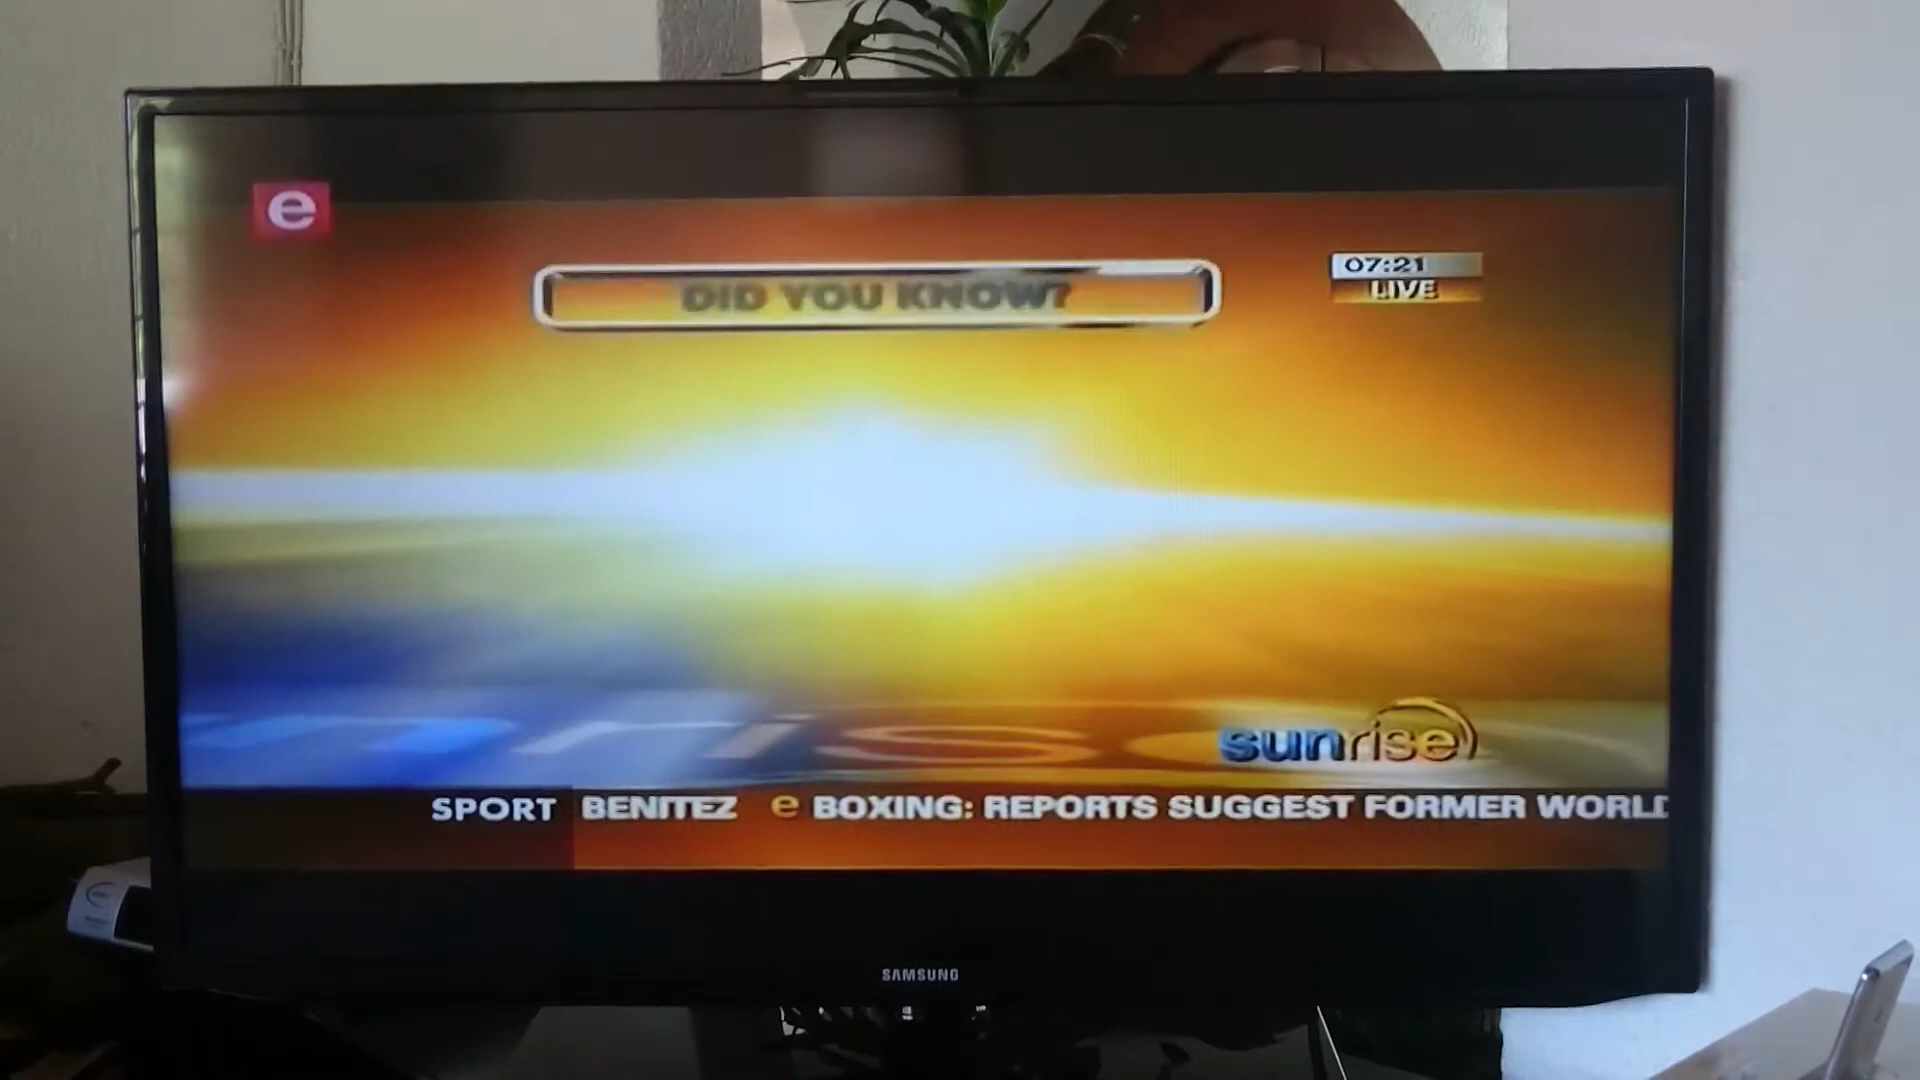 e
DID YOU KNOW?
07:21
LIVE
sunrise
SPORT BENITEZ e BOXING: REPORTS SUGGEST FORMER WORLD
SAMSUNG